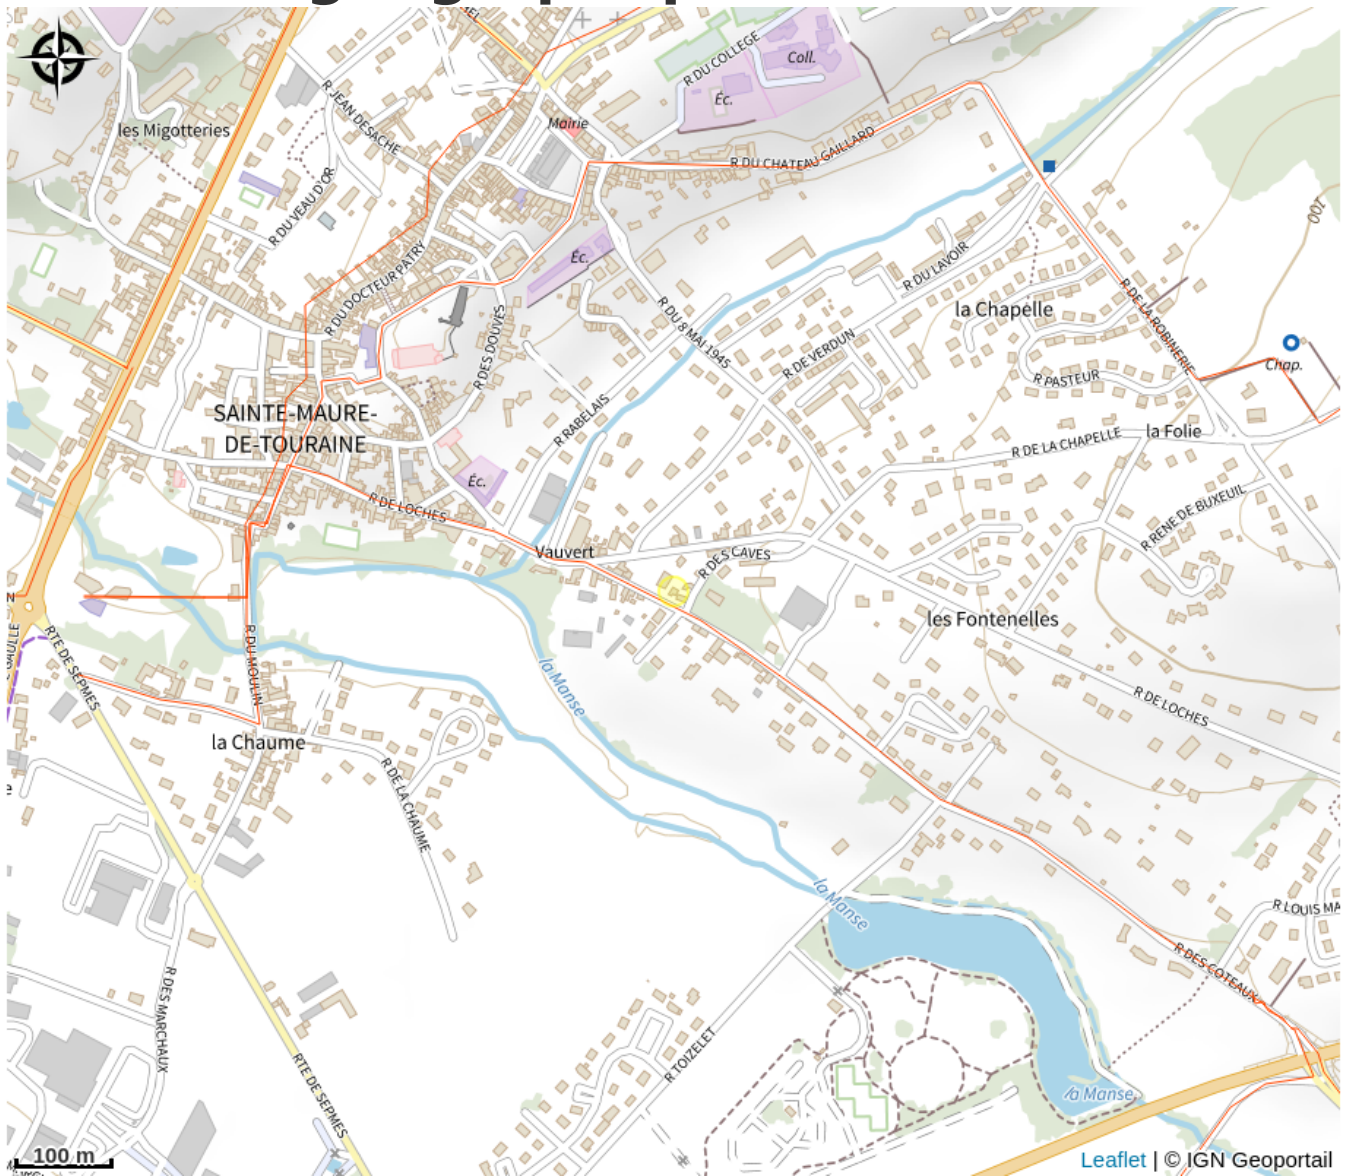 R DU COLLEGE
Coll.
Éc.
R JEAN DESACHE
les Migotteries
Mairie
R DU CHATEAU GAILLARD
R DU VEAU D'OR
100
Éc.
R DU DOCTEUR PATRY
R DU LAVOIR
la Chapelle
R DE LA ROBINERIE
R DES DOUVES
R DU 8 MAI 1945
R DE VERDUN
Chap.
R PASTEUR
SAINTE-MAURE-
DE-TOURAINE
R RABELAIS
R DE LA CHAPELLE
la Folie
Éc.
R DE LOCHES
R RENE DE BUXEUIL
Vauvert
R DES CAVES
N
les Fontenelles
GAULLE
RTE DE SEPMES
R DU MOULIN
la Manse
R DE LOCHES
la Chaume
R DE LA CHAUME
la Manse
R LOUIS MA
R DES COTEAUX
R DES MARCHAUX
R TOIZELET
RTE DE SEPMES
la Manse
100 m
Leaflet | © IGN Geoportail